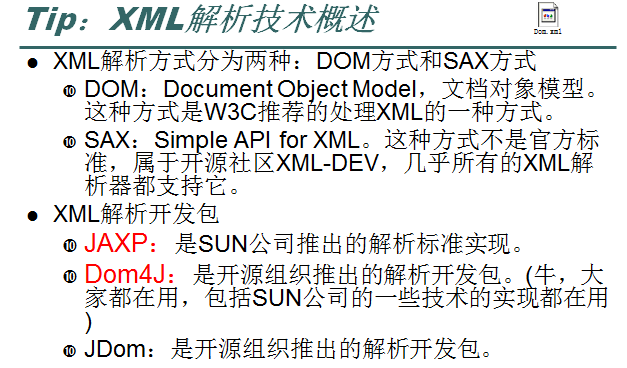 Tip：XML解析技术概述
Dom.xml
XML解析方式分为两种：DOM方式和SAX方式
DOM：Document Object Model，文档对象模型。
这种方式是W3C推荐的处理XML的一种方式。
SAX：Simple API for XML。这种方式不是官方标
准，属于开源社区XML-DEV，几乎所有的XML解
析器都支持它。
XML解析开发包
JAXP：是SUN公司推出的解析标准实现。
Dom4J：是开源组织推出的解析开发包。(牛，大
家都在用，包括SUN公司的一些技术的实现都在用
)
JDom：是开源组织推出的解析开发包。